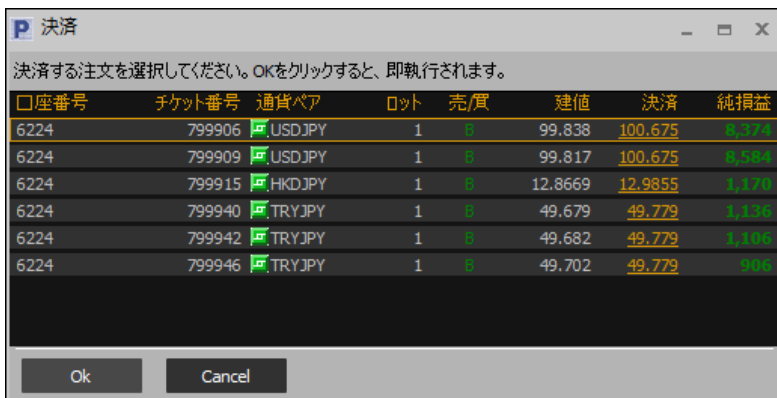 P 決済
決済する注文を選択してください。OKをクリックすると、即執行されます。
口座番号 チケット番号 通貨ペア ロット 売/買 建値 決済 純損益
6224 799906 USDJPY 1 B 99.838 100.675 8,374
6224 799909 USDJPY 1 B 99.817 100.675 8,584
6224 799915 HKDJPY 1 B 12.8669 12.9855 1,170
6224 799940 TRYJPY 1 B 49.679 49.779 1,136
6224 799942 TRYJPY 1 B 49.682 49.779 1,106
6224 799946 TRYJPY 1 B 49.702 49.779 906
Ok Cancel